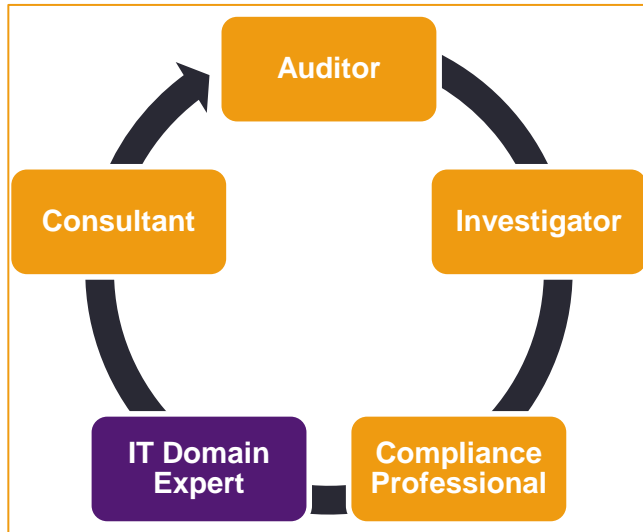 Auditor
Consultant
Investigator
IT Domain
Expert
Compliance
Professional